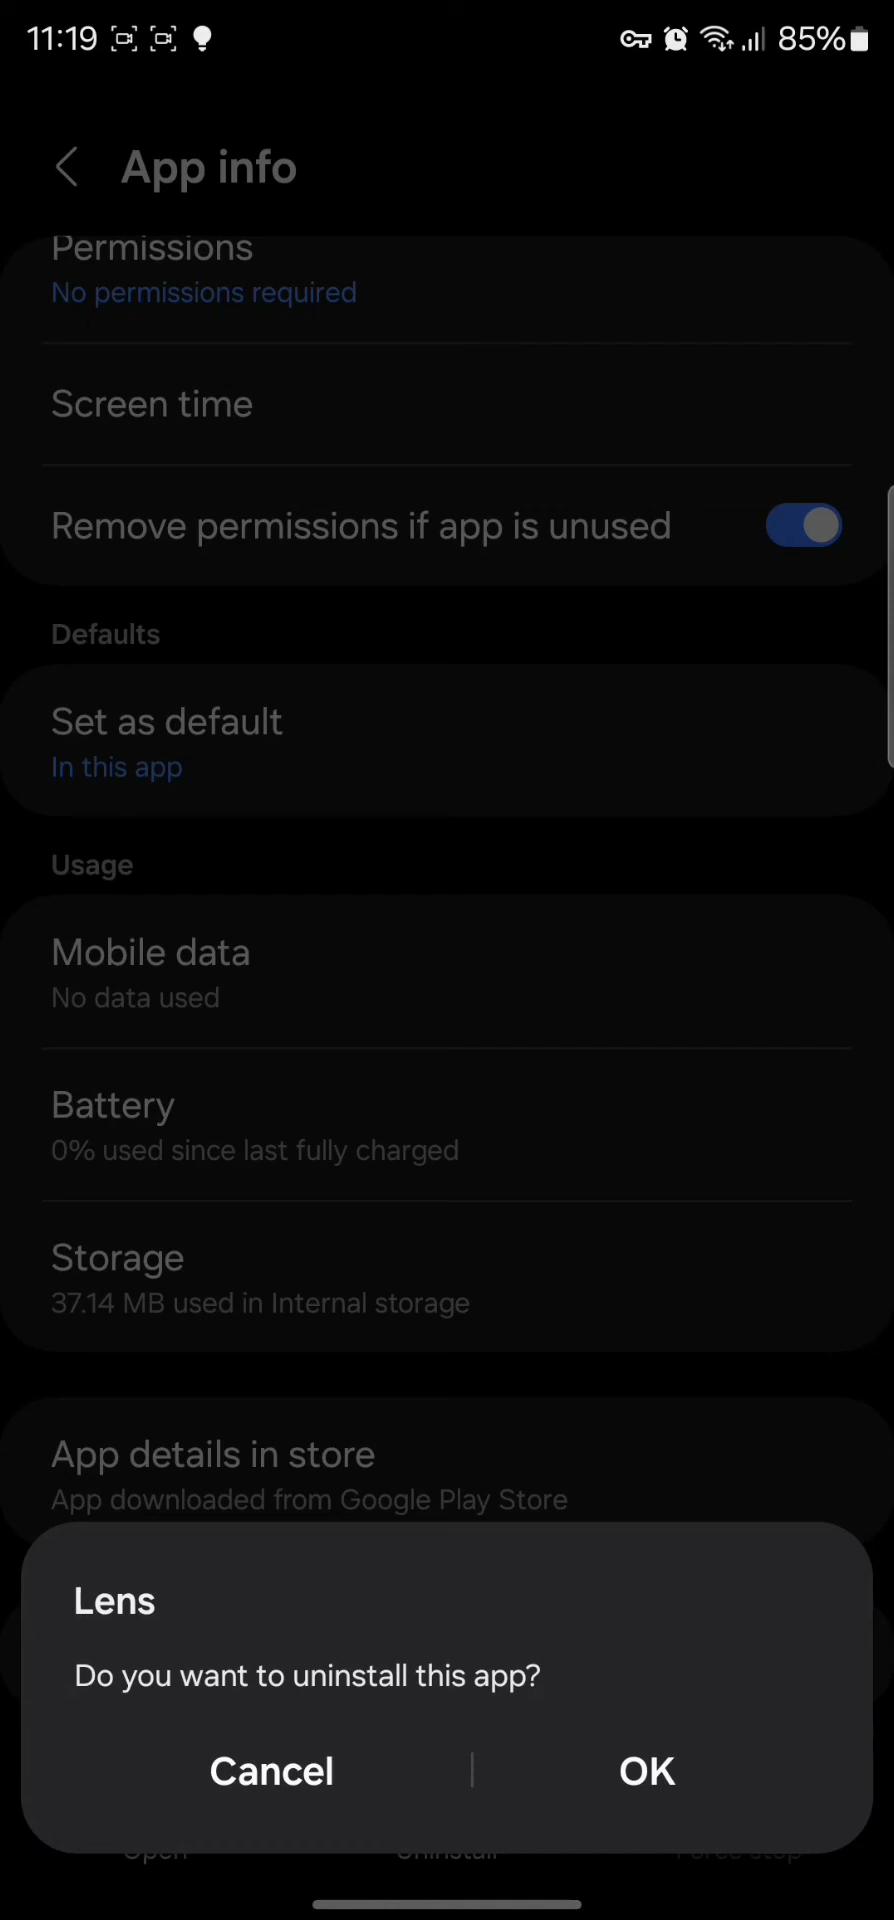 11:19 85%
App info
Permissions
No permissions required
Screen time
Remove permissions if app is unused
Defaults
Set as default
In this app
Usage
Mobile data
No data used
Battery
0% used since last fully charged
Storage
37.14 MB used in Internal storage
App details in store
App downloaded from Google Play Store
Lens
Do you want to uninstall this app?
Cancel OK
Open Uninstall Force stop